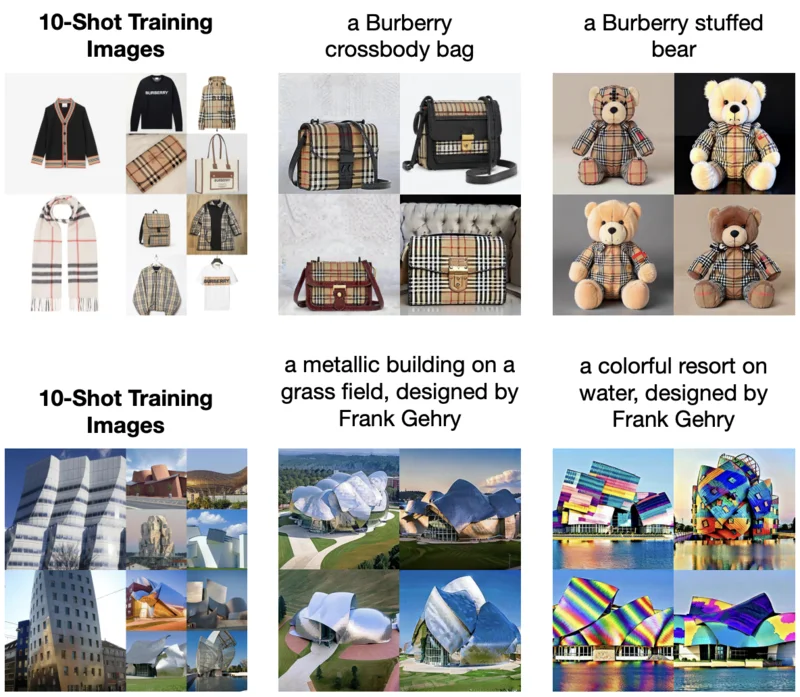 10-Shot Training
Images
a Burberry
crossbody bag
a Burberry stuffed
bear
BURBERRY
BURBERRY
10-Shot Training
Images
a metallic building on a
grass field, designed by
Frank Gehry
a colorful resort on
water, designed by
Frank Gehry